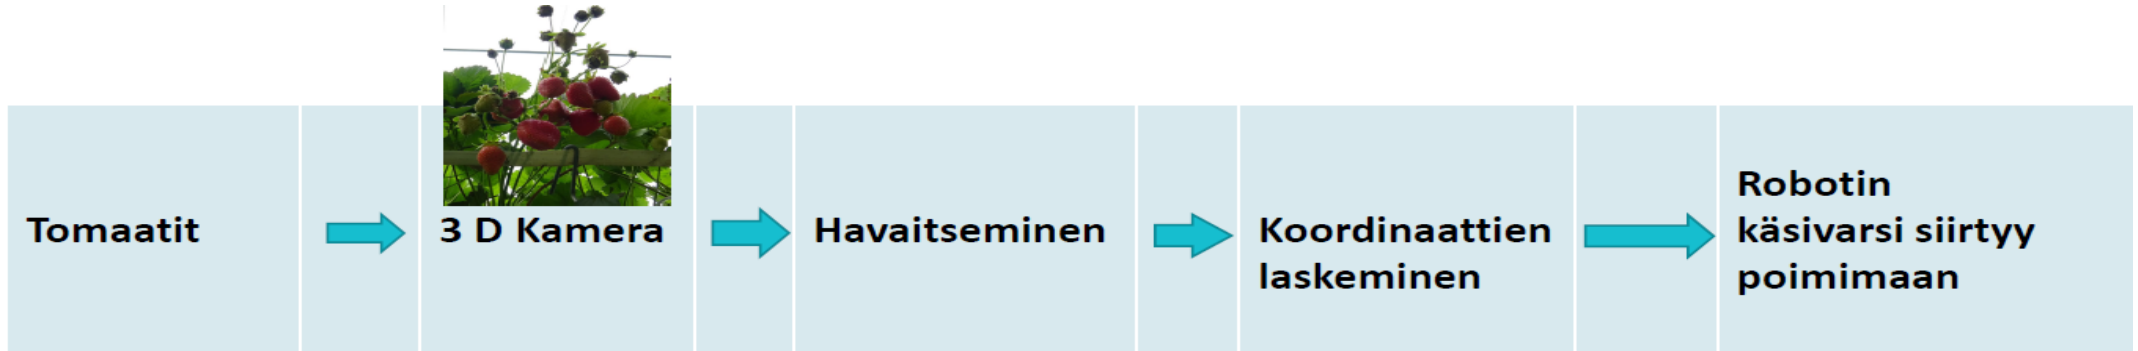 Tomaatit
3 D Kamera
Havaitseminen
Koordinaattien
laskeminen
Robotin
käsivarsi siirtyy
poimimaan